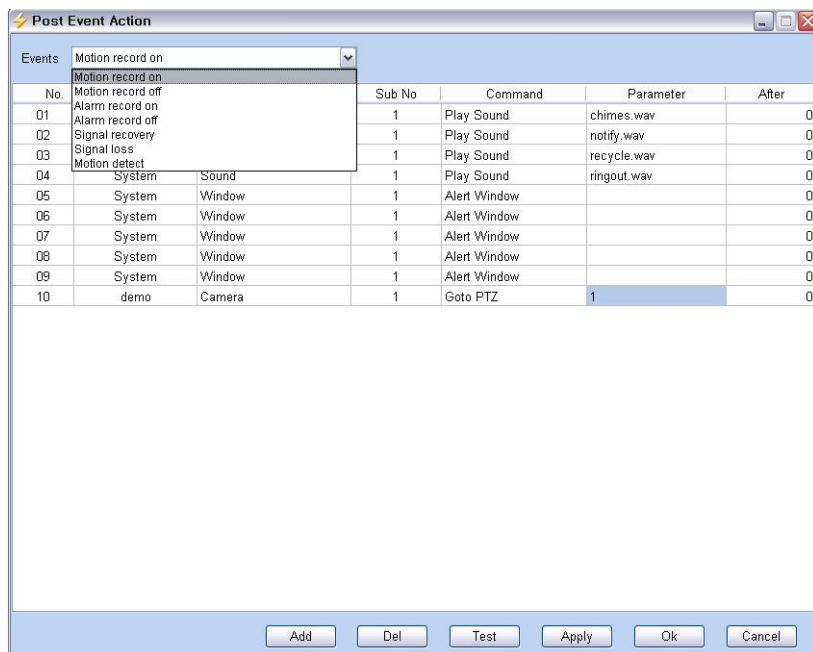 Post Event Action
Events Motion record on
Motion record on
Motion record off
Alarm record on
Alarm record off
Signal recovery
Signal loss
Motion detect
No. Sub No Command Parameter After
01 1 Play Sound chimes.wav 0
02 1 Play Sound notify.wav 0
03 1 Play Sound recycle.wav 0
04 System Sound 1 Play Sound ringout.wav 0
05 System Window 1 Alert Window 0
06 System Window 1 Alert Window 0
07 System Window 1 Alert Window 0
08 System Window 1 Alert Window 0
09 System Window 1 Alert Window 0
10 demo Camera 1 Goto PTZ 1 0
Add Del Test Apply Ok Cancel